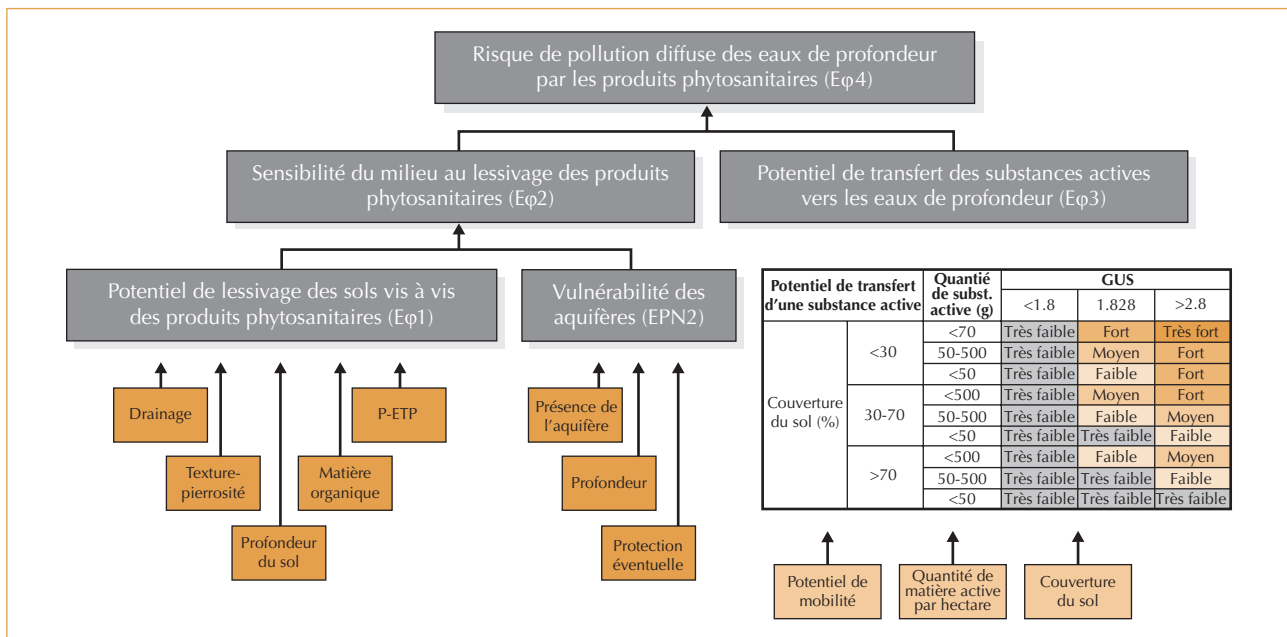 Risque de pollution diffuse des eaux de profondeur
par les produits phytosanitaires (Eφ4)
Sensibilité du milieu au lessivage des produits
phytosanitaires (Eφ2)
Potentiel de transfert des substances actives
vers les eaux de profondeur (Eφ3)
Potentiel de lessivage des sols vis à vis
des produits phytosanitaires (Eφ1)
Vulnérabilité des
aquifères (EPN2)
Drainage
Texture-
pierrosité
Profondeur
du sol
Matière
organique
P-ETP
Présence de
l'aquifère
Profondeur
Protection
éventuelle
Potentiel de transfert
d'une substance active
Quantié
de subst.
active (g)
GUS
<1.8 1.828 >2.8
Couverture
du sol (%)
<30
<70 Très faible Fort Très fort
50-500 Très faible Moyen Fort
<50 Très faible Faible Fort
30-70
<500 Très faible Moyen Fort
50-500 Très faible Faible Moyen
<50 Très faible Très faible Faible
>70
<500 Très faible Faible Moyen
50-500 Très faible Très faible Faible
<50 Très faible Très faible Très faible
Potentiel de
mobilité
Quantité de
matière active
par hectare
Couverture
du sol